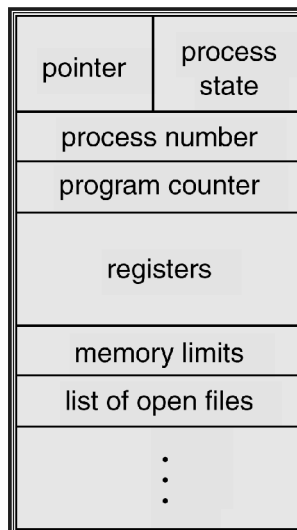 pointer
process
state
process number
program counter
registers
memory limits
list of open files
.
.
.